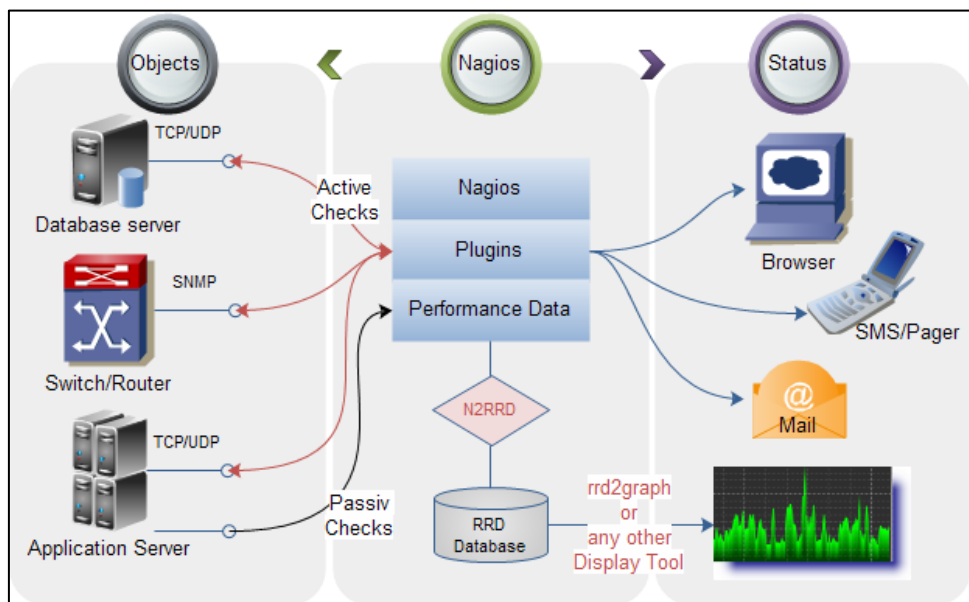 Objects
Nagios
Status
TCP/UDP
Database server
SNMP
Switch/Router
TCP/UDP
Application Server
Active
Checks
Passiv
Checks
Nagios
Plugins
Performance Data
N2RRD
RRD
Database
rrd2graph
or
any other
Display Tool
Browser
SMS/Pager
@
Mail